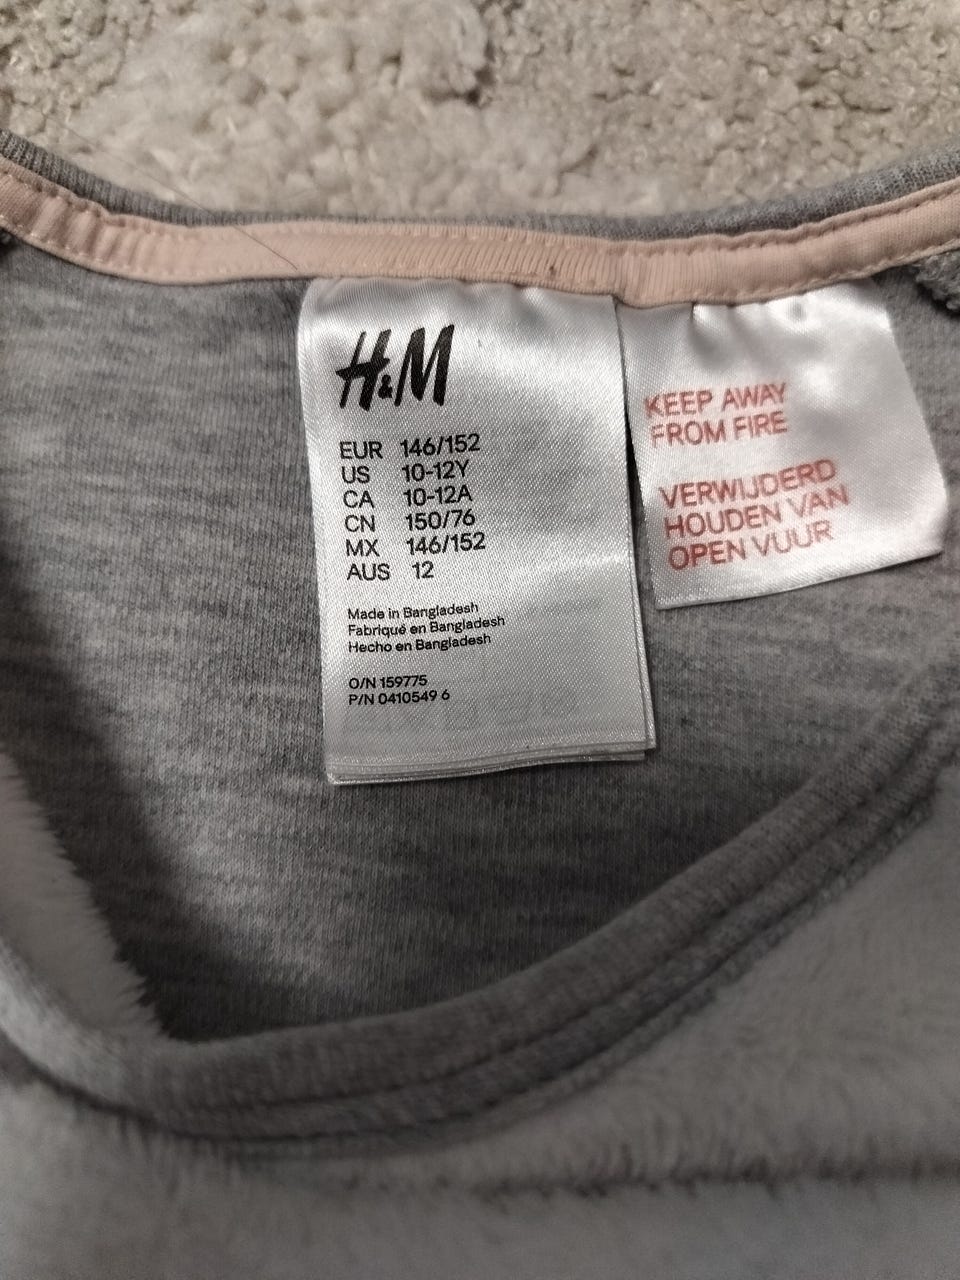 H&M
EUR 146/152
US 10-12Y
CA 10-12A
CN 150/76
MX 146/152
AUS 12
Made in Bangladesh
Fabriqué en Bangladesh
Hecho en Bangladesh
O/N 159775
P/N 0410549 6
KEEP AWAY
FROM FIRE
VERWIJDERD
HOUDEN VAN
OPEN VUUR